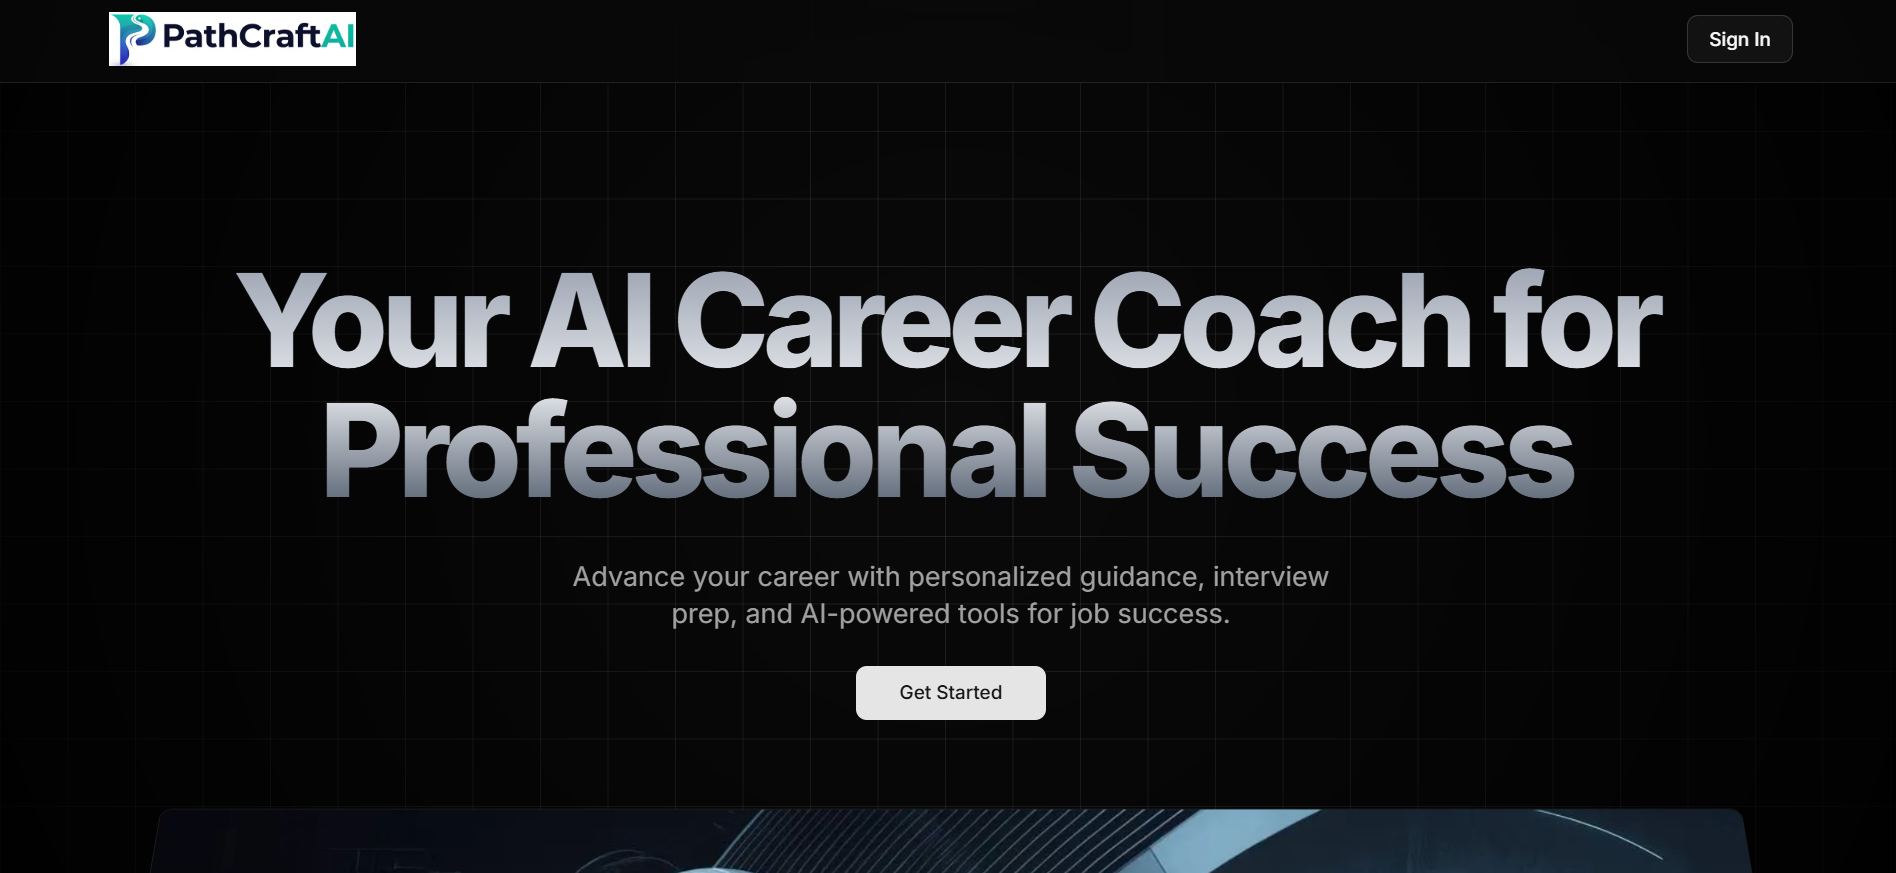 PathCraftAI
Sign In
Your AI Career Coach for
Professional Success
Advance your career with personalized guidance, interview
prep, and AI-powered tools for job success.
Get Started